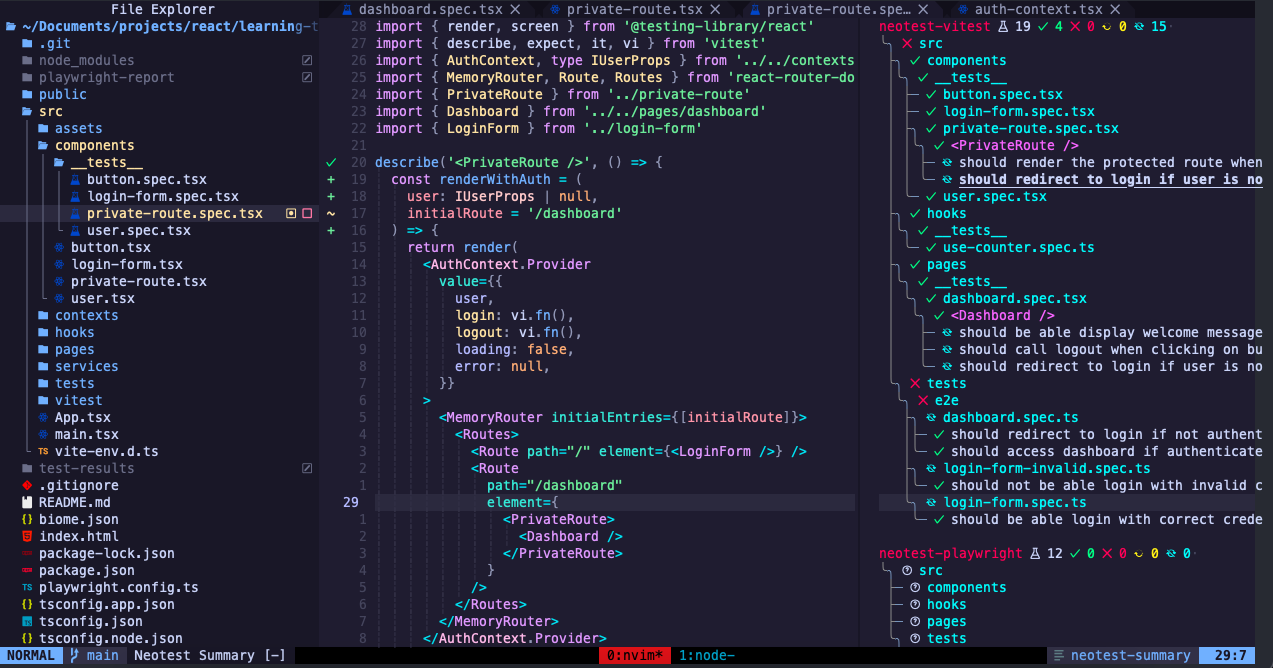 File Explorer
~/Documents/projects/react/learning-t
.git
node_modules
playwright-report
public
src
assets
components
__tests__
button.spec.tsx
login-form.spec.tsx
private-route.spec.tsx
user.spec.tsx
button.tsx
login-form.tsx
private-route.tsx
user.tsx
contexts
hooks
pages
services
tests
vitest
App.tsx
main.tsx
TS vite-env.d.ts
test-results
.gitignore
README.md
{} biome.json
index.html
package-lock.json
package.json
TS playwright.config.ts
{} tsconfig.app.json
tsconfig.json
{} tsconfig.node.json
dashboard.spec.tsx × private-route.tsx × private-route.spe… × auth-context.tsx ×
28 import { render, screen } from '@testing-library/react'
27 import { describe, expect, it, vi } from 'vitest'
26 import { AuthContext, type IUserProps } from '../../contexts
25 import { MemoryRouter, Route, Routes } from 'react-router-do
24 import { PrivateRoute } from '../private-route'
23 import { Dashboard } from '../../pages/dashboard'
22 import { LoginForm } from '../login-form'
21
✓ 20 describe('<PrivateRoute />', () => {
+ 19 const renderWithAuth = (
+ 18 user: IUserProps | null,
~ 17 initialRoute = '/dashboard'
+ 16 ) => {
15 return render(
14 <AuthContext.Provider
13 value={{
12 user,
11 login: vi.fn(),
10 logout: vi.fn(),
9 loading: false,
8 error: null,
7 }}
6 >
5 <MemoryRouter initialEntries={[initialRoute]}>
4 <Routes>
3 <Route path="/" element={<LoginForm />} />
2 <Route
1 path="/dashboard"
29 element={
1 <PrivateRoute>
2 <Dashboard />
3 </PrivateRoute>
4 }
5 />
6 </Routes>
7 </MemoryRouter>
8 </AuthContext.Provider>
neotest-vitest 19 ✓ 4 × 0 0 15
× src
✓ components
✓ __tests__
✓ button.spec.tsx
✓ login-form.spec.tsx
✓ private-route.spec.tsx
✓ <PrivateRoute />
should render the protected route when
should redirect to login if user is no
✓ user.spec.tsx
✓ hooks
✓ __tests__
✓ use-counter.spec.ts
✓ pages
✓ __tests__
✓ dashboard.spec.tsx
✓ <Dashboard />
should be able display welcome message
should call logout when clicking on bu
should redirect to login if user is no
× tests
× e2e
dashboard.spec.ts
✓ should redirect to login if not authent
✓ should access dashboard if authenticate
login-form-invalid.spec.ts
✓ should not be able login with invalid c
login-form.spec.ts
✓ should be able login with correct crede
neotest-playwright 12 ✓ 0 × 0 0 0
src
components
hooks
pages
tests
NORMAL main Neotest Summary [-] 0:nvim* 1:node- neotest-summary 29:7